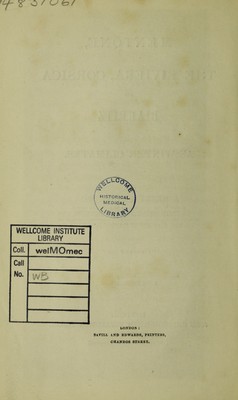 WELLCOME
HISTORICAL
MEDICAL
LIBRARY
WELLCOME INSTITUTE
LIBRARY
Coll. welMOmec
Call
No. WB
LONDON:
SAVILL AND EDWARDS, PRINTERS,
CHANDOS STREET.